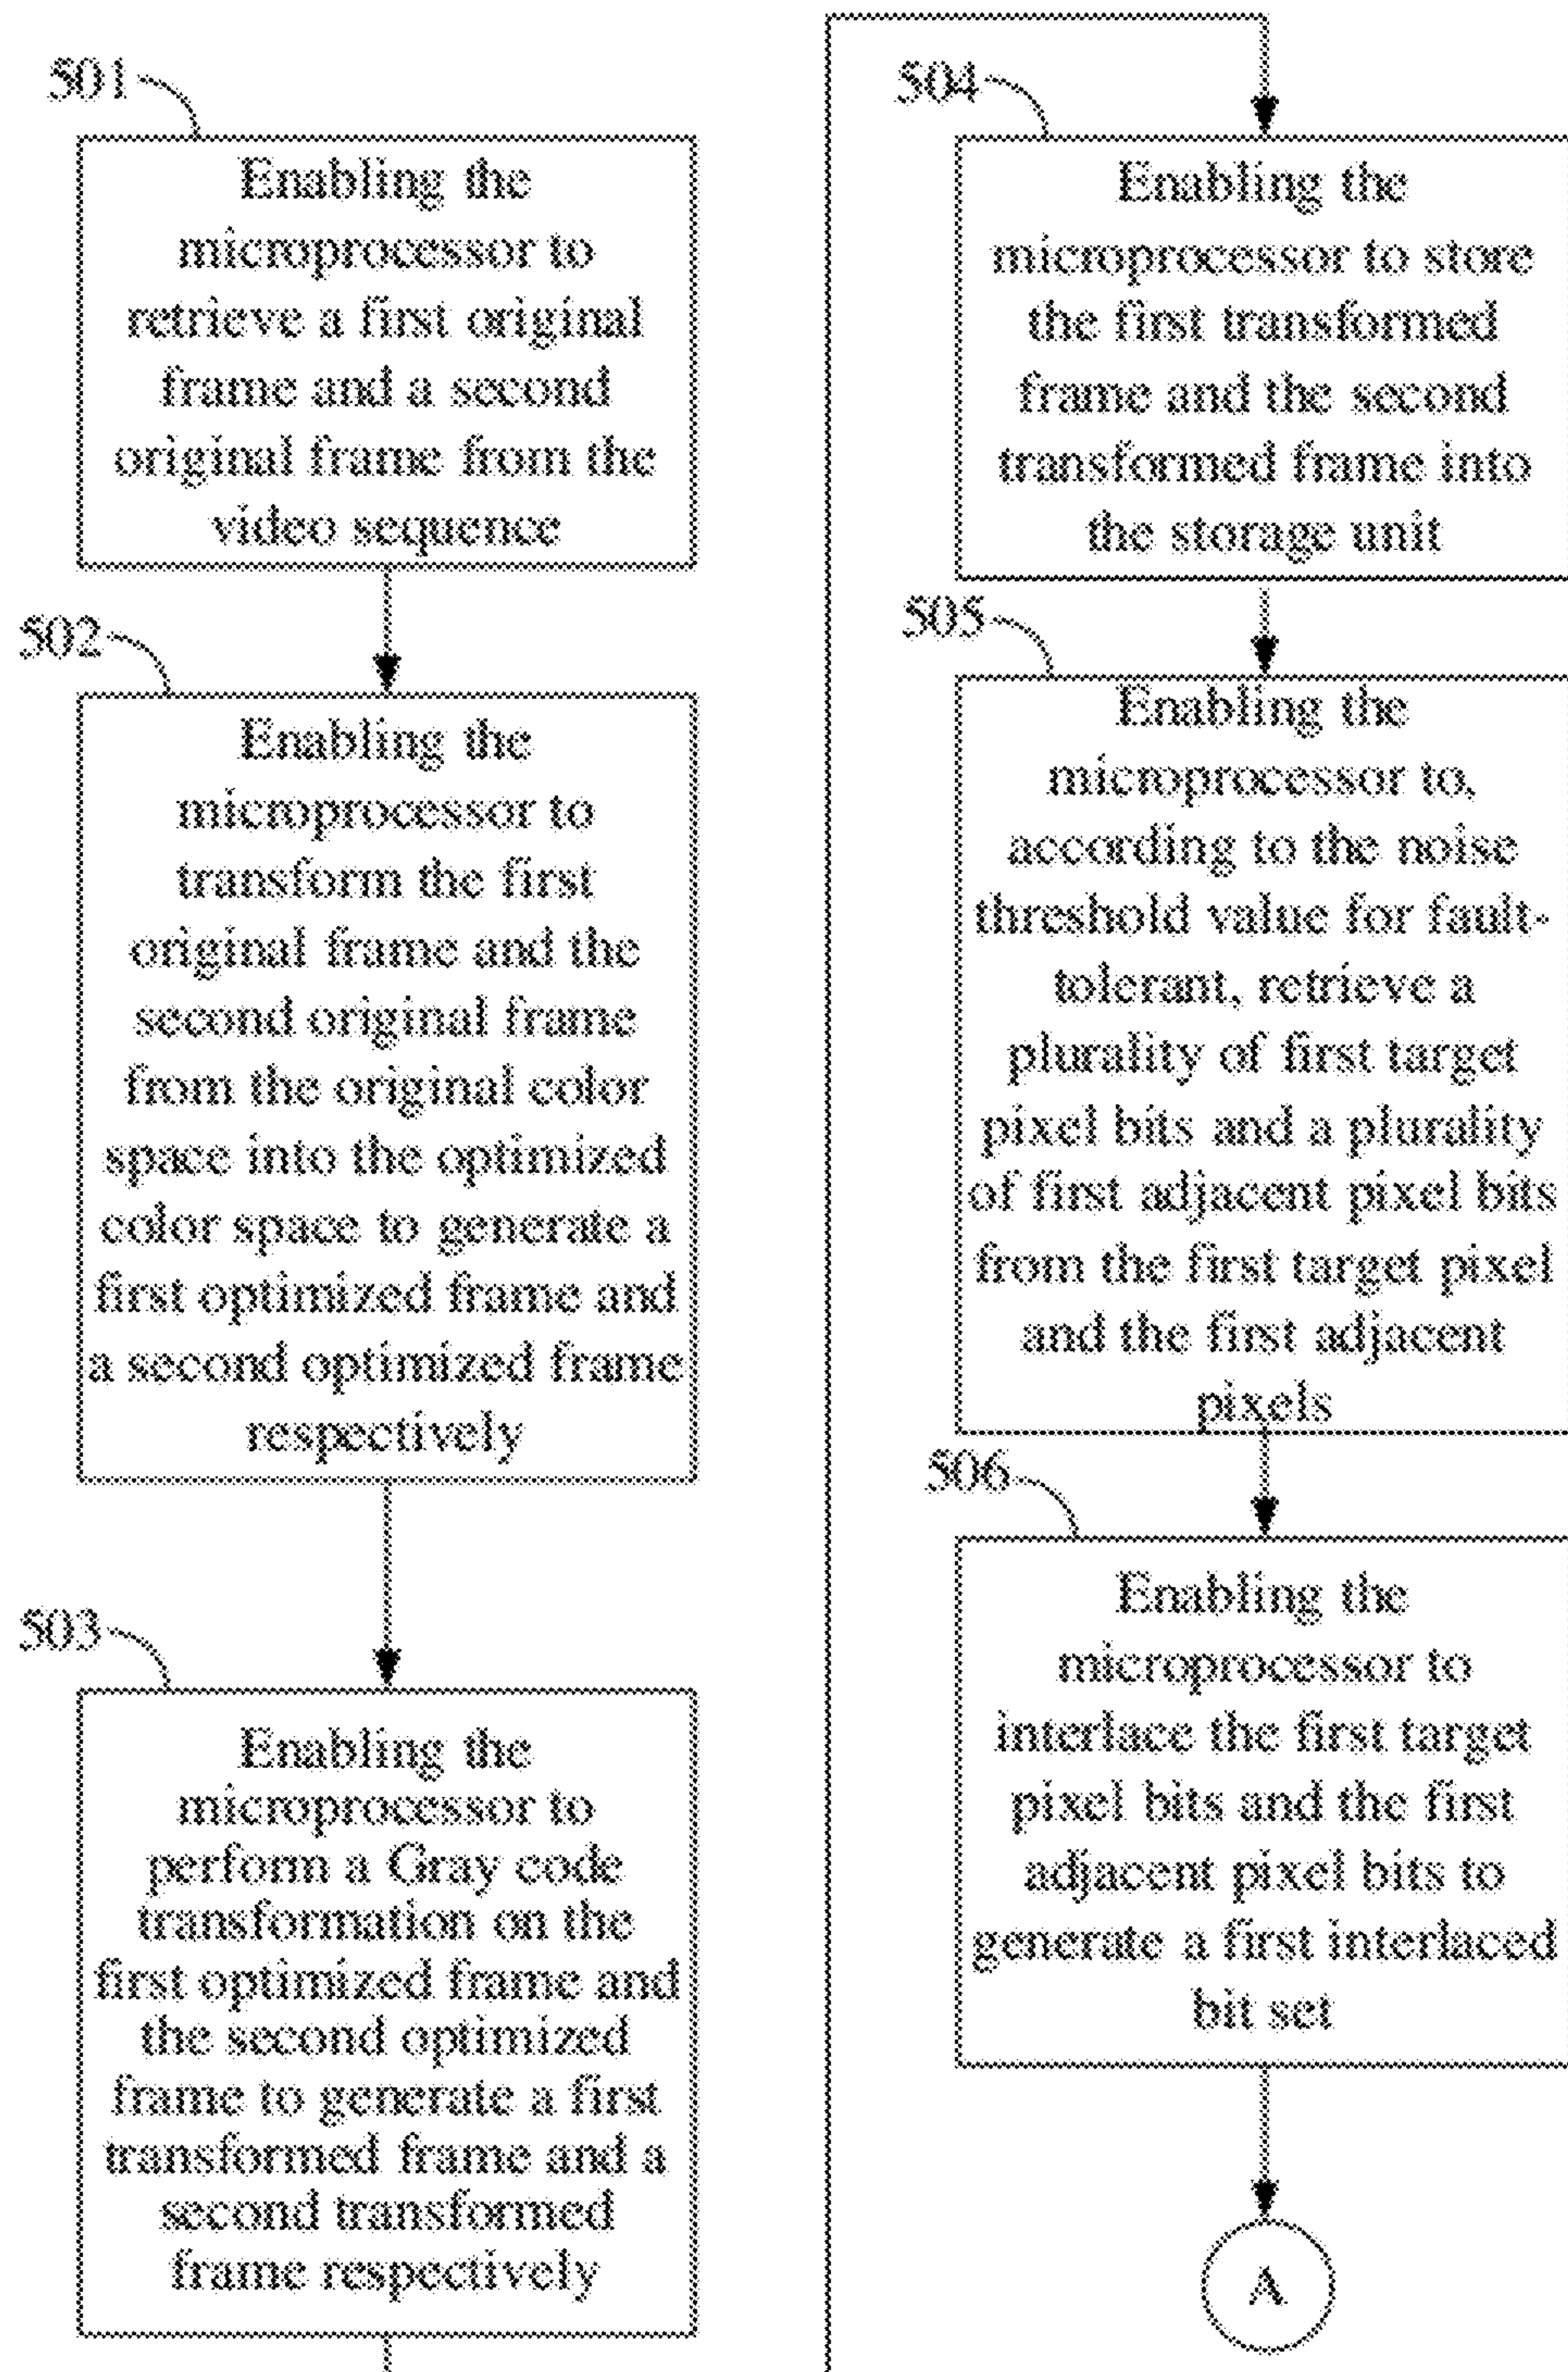 501
Enabling the
microprocessor to
retrieve a first original
frame and a second
original frame from the
video sequence
502
Enabling the
microprocessor to
transform the first
original frame and the
second original frame
from the original color
space into the optimized
color space to generate a
first optimized frame and
a second optimized frame
respectively
503
Enabling the
microprocessor to
perform a Gray code
transformation on the
first optimized frame and
the second optimized
frame to generate a first
transformed frame and a
second transformed
frame respectively
504
Enabling the
microprocessor to store
the first transformed
frame and the second
transformed frame into
the storage unit
505
Enabling the
microprocessor to,
according to the noise
threshold value for fault-
tolerant, retrieve a
plurality of first target
pixel bits and a plurality
of first adjacent pixel bits
from the first target pixel
and the first adjacent
pixels
506
Enabling the
microprocessor to
interlace the first target
pixel bits and the first
adjacent pixel bits to
generate a first interlaced
bit set
A